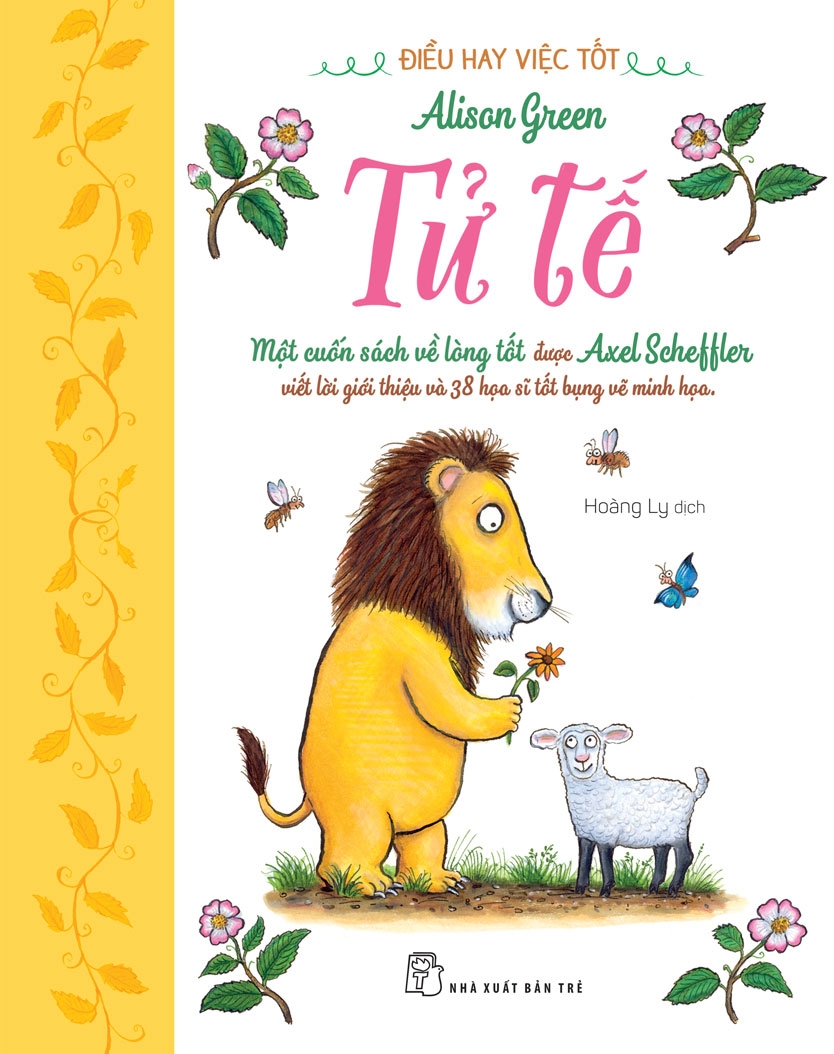 ĐIỀU HAY VIỆC TỐT
Alison Green
Tử tế
Một cuốn sách về lòng tốt được Axel Scheffler
viết lời giới thiệu và 38 họa sĩ tốt bụng vẽ minh họa.
Hoàng Ly dịch
T
NHÀ XUẤT BẢN TRẺ